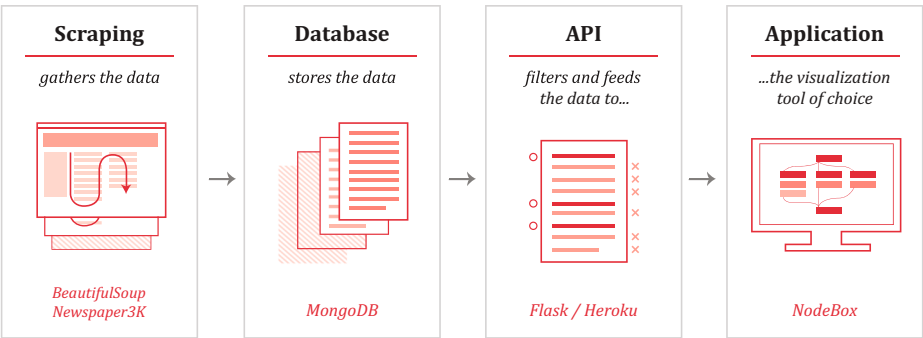 Scraping
gathers the data
BeautifulSoup
Newspaper3K
Database
stores the data
MongoDB
API
filters and feeds
the data to...
Flask / Heroku
Application
...the visualization
tool of choice
NodeBox